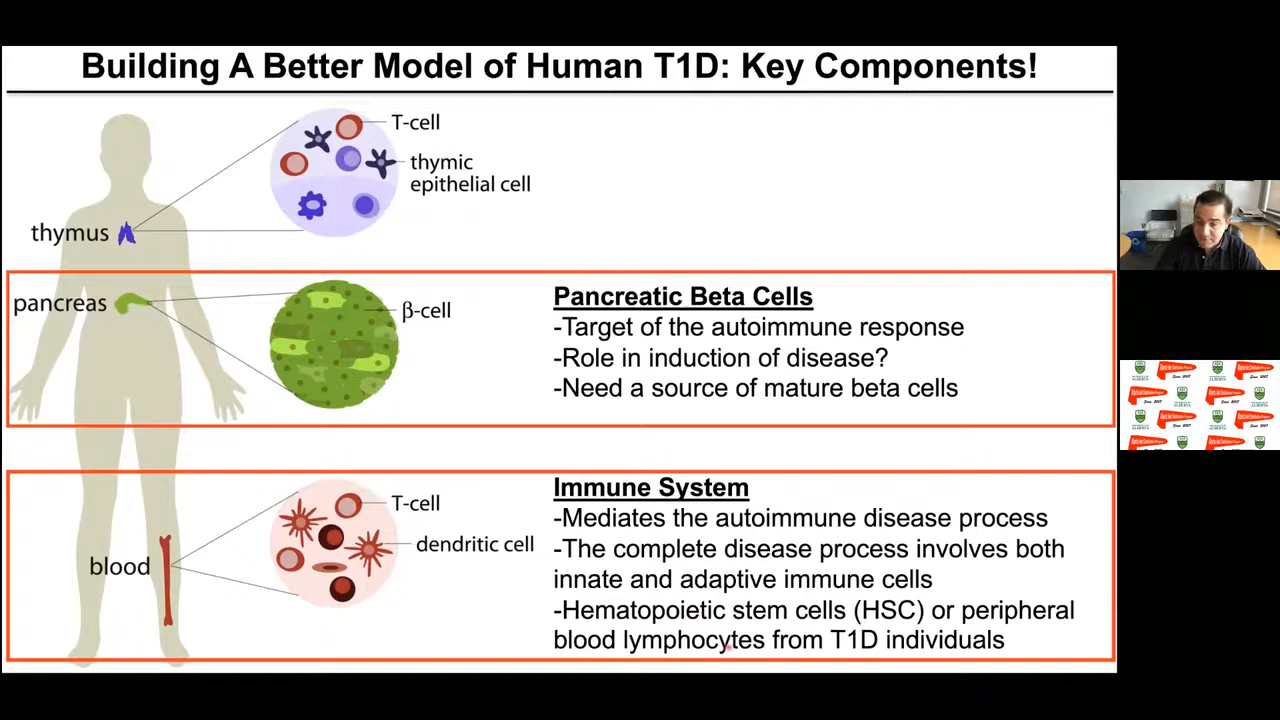 Building A Better Model of Human T1D: Key Components!
T-cell
thymic
epithelial cell
thymus
pancreas
β-cell
Pancreatic Beta Cells
-Target of the autoimmune response
-Role in induction of disease?
-Need a source of mature beta cells
blood
T-cell
dendritic cell
Immune System
-Mediates the autoimmune disease process
-The complete disease process involves both
innate and adaptive immune cells
-Hematopoietic stem cells (HSC) or peripheral
blood lymphocytes from T1D individuals